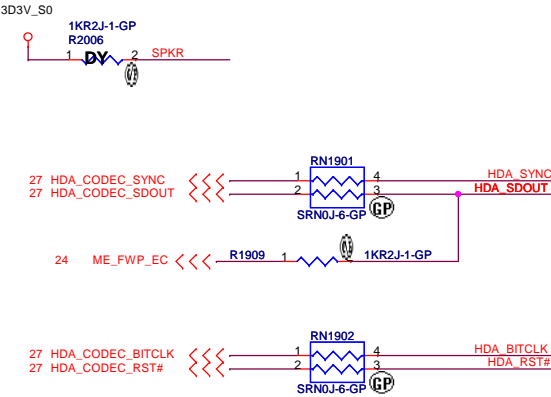 3D3V_S0
1KR2J-1-GP
R2006
1 DY 2 SPKR
RN1901
27 HDA_CODEC_SYNC 1 4 HDA_SYNC
27 HDA_CODEC_SDOUT 2 3 HDA_SDOUT
SRN0J-6-GP GP
24 ME_FWP_EC R1909 1 1KR2J-1-GP
RN1902
27 HDA_CODEC_BITCLK 1 4 HDA_BITCLK
27 HDA_CODEC_RST# 2 3 HDA_RST#
SRN0J-6-GP GP